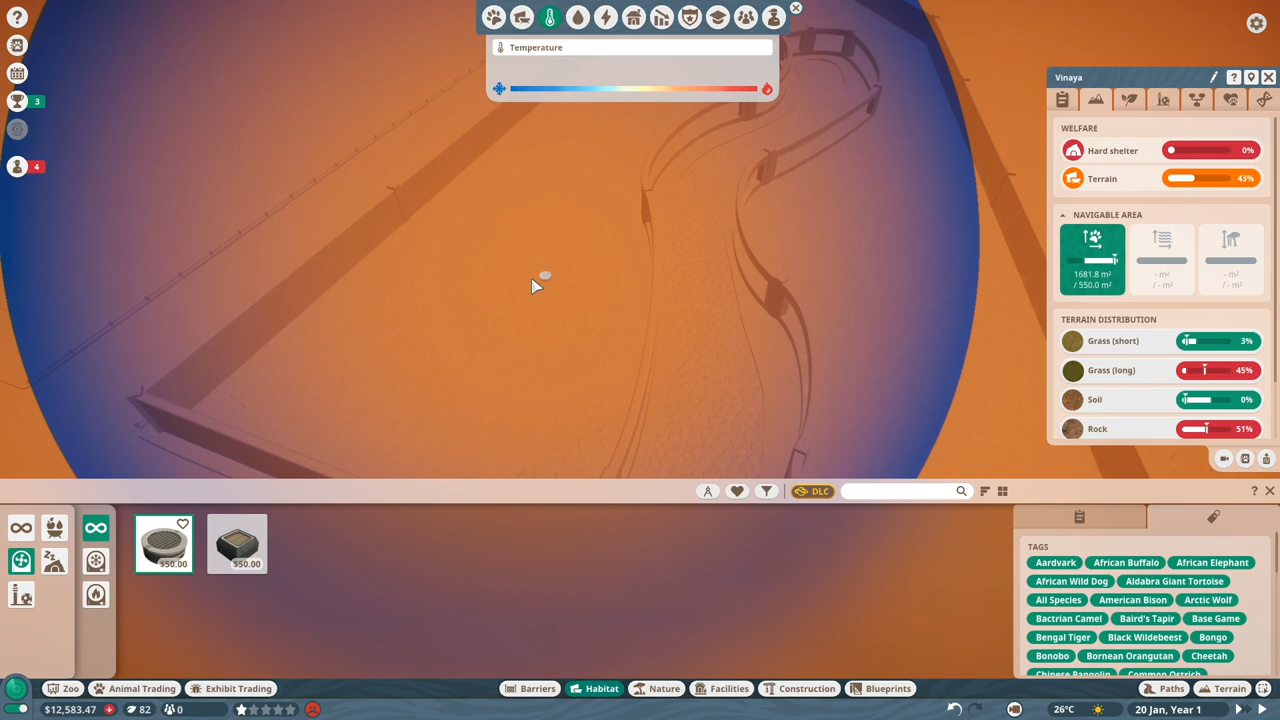 ?
Temperature
3
4
Vinaya
?
WELFARE
Hard shelter 0%
Terrain 43%
NAVIGABLE AREA
1681.8 m²
/ 550.0 m²
- m²
/ - m²
- m²
/ - m²
TERRAIN DISTRIBUTION
Grass (short) 3%
Grass (long) 45%
Soil 0%
Rock 51%
DLC
?
$50.00
$50.00
TAGS
Aardvark African Buffalo African Elephant
African Wild Dog Aldabra Giant Tortoise
All Species American Bison Arctic Wolf
Bactrian Camel Baird's Tapir Base Game
Bengal Tiger Black Wildebeest Bongo
Bonobo Bornean Orangutan Cheetah
Chinese Pangolin Common Ostrich
Zoo Animal Trading Exhibit Trading Barriers Habitat Nature Facilities Construction Blueprints Paths Terrain
$12,583.47 82 0 26°C 20 Jan, Year 1